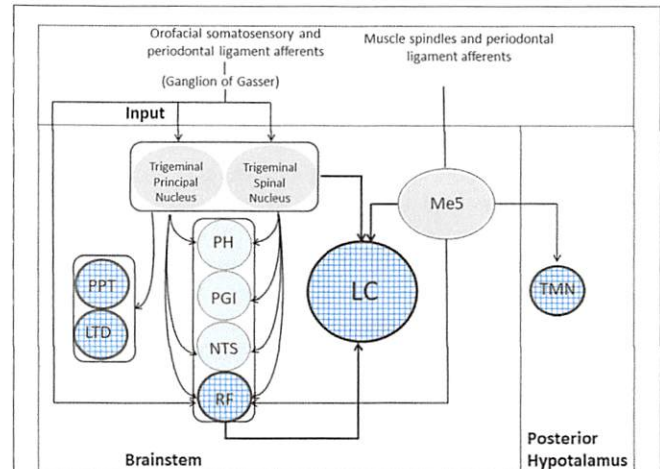 Orofacial somatosensory and
periodontal ligament afferents
(Ganglion of Gasser)
Muscle spindles and periodontal
ligament afferents
Input
Trigeminal
Principal
Nucleus
Trigeminal
Spinal
Nucleus
Me5
PH
PGI
NTS
RF
PPT
LTD
LC
TMN
Brainstem
Posterior
Hypotalamus